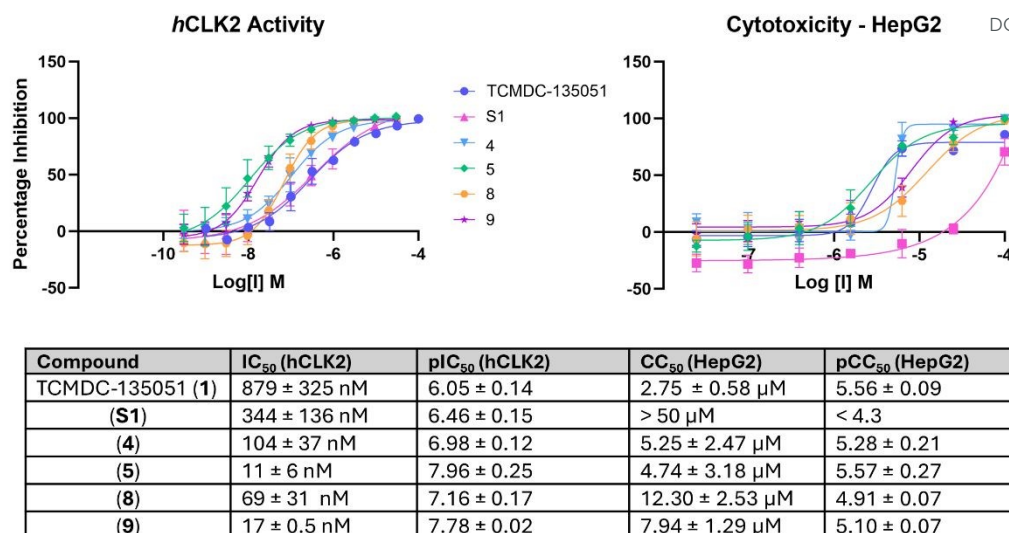 hCLK2 Activity
Cytotoxicity - HepG2
DO
Percentage Inhibition
150
100
50
0
-50
-10
-8
-6
-4
Log[I] M
TCMDC-135051
S1
4
5
8
9
150
100
50
0
-50
-7
-6
-5
-4
Log [I] M
Compound IC50 (hCLK2) pIC50 (hCLK2) CC50 (HepG2) pCC50 (HepG2)
TCMDC-135051 (1) 879 ± 325 nM 6.05 ± 0.14 2.75 ± 0.58 µM 5.56 ± 0.09
(S1) 344 ± 136 nM 6.46 ± 0.15 > 50 µM < 4.3
(4) 104 ± 37 nM 6.98 ± 0.12 5.25 ± 2.47 µM 5.28 ± 0.21
(5) 11 ± 6 nM 7.96 ± 0.25 4.74 ± 3.18 µM 5.57 ± 0.27
(8) 69 ± 31 nM 7.16 ± 0.17 12.30 ± 2.53 µM 4.91 ± 0.07
(9) 17 ± 0.5 nM 7.78 ± 0.02 7.94 ± 1.29 µM 5.10 ± 0.07